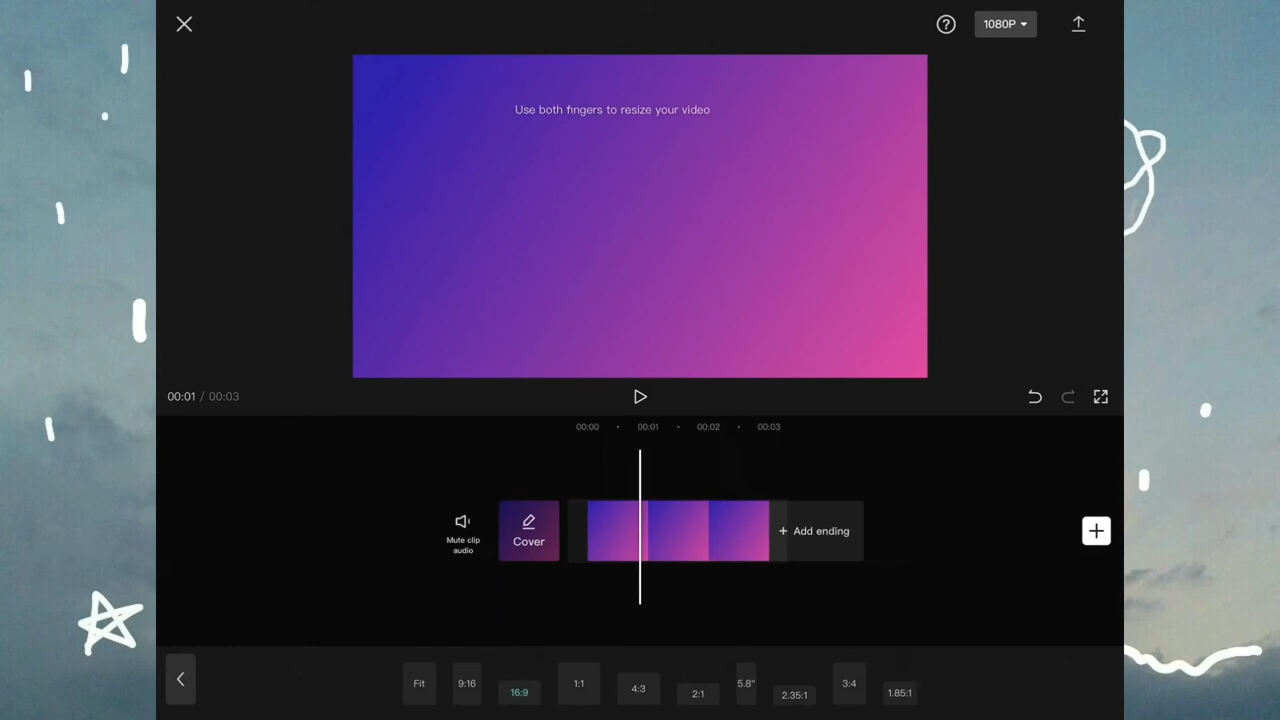 1080P
Use both fingers to resize your video
00:01 / 00:03
00:00 00:01 00:02 00:03
Mute clip
audio
Cover
+ Add ending
Fit
9:16
16:9
1:1
4:3
2:1
5.8"
2.35:1
3:4
1.85:1